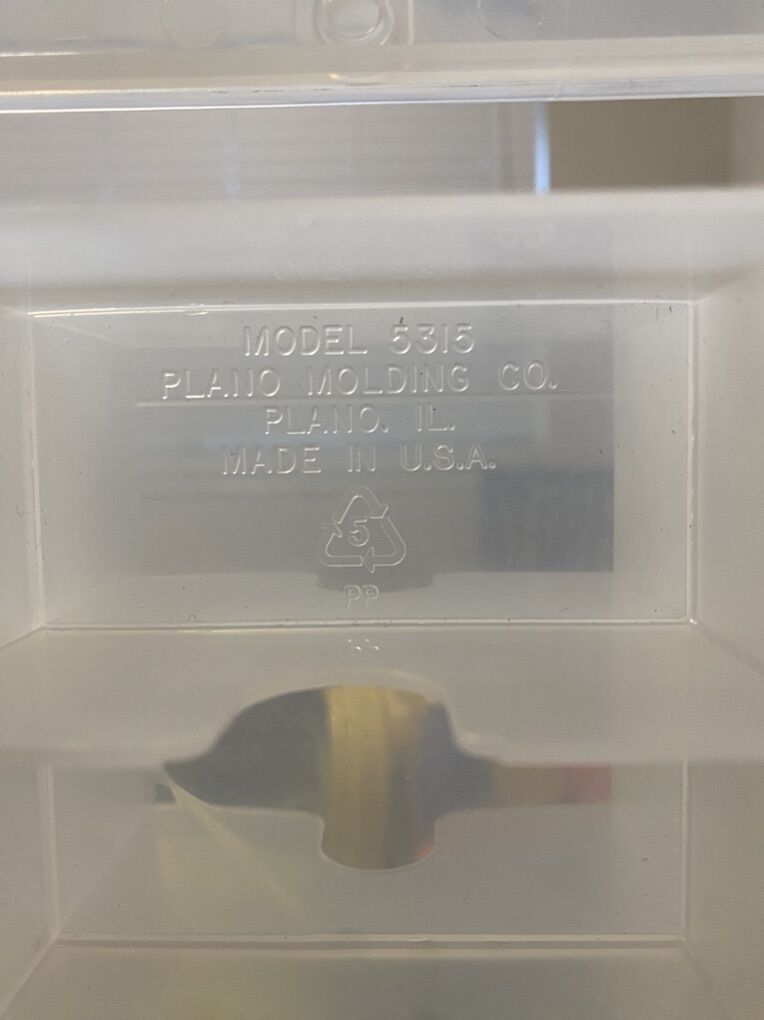 MODEL 5315
PLANO MOLDING CO.
PLANO, IL.
MADE IN U.S.A.
5
PP